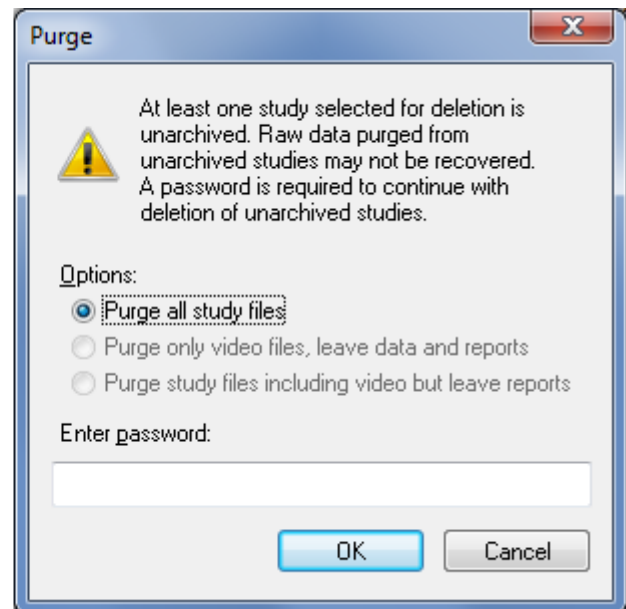 Purge
At least one study selected for deletion is
unarchived. Raw data purged from
unarchived studies may not be recovered.
A password is required to continue with
deletion of unarchived studies.
Options:
Purge all study files
Purge only video files, leave data and reports
Purge study files including video but leave reports
Enter password:
OK
Cancel